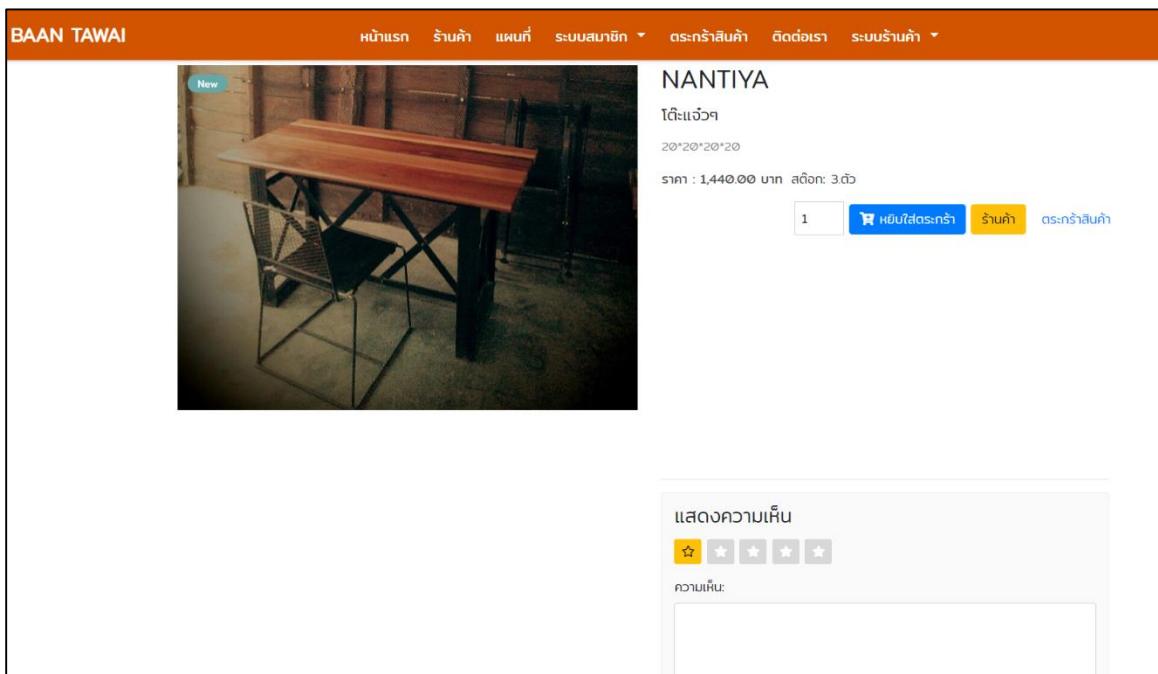 BAAN TAWAI หน้าแรก ร้านค้า แผนที่ ระบบสมาชิก ตระกร้าสินค้า ติดต่อเรา ระบบร้านค้า
New
NANTIYA
โต๊ะแจ๋วๆ
20*20*20*20
ราคา : 1,440.00 บาท สต๊อก: 3.ตัว
1 หยิบใส่ตระกร้า ร้านค้า ตระกร้าสินค้า
แสดงความเห็น
ความเห็น: